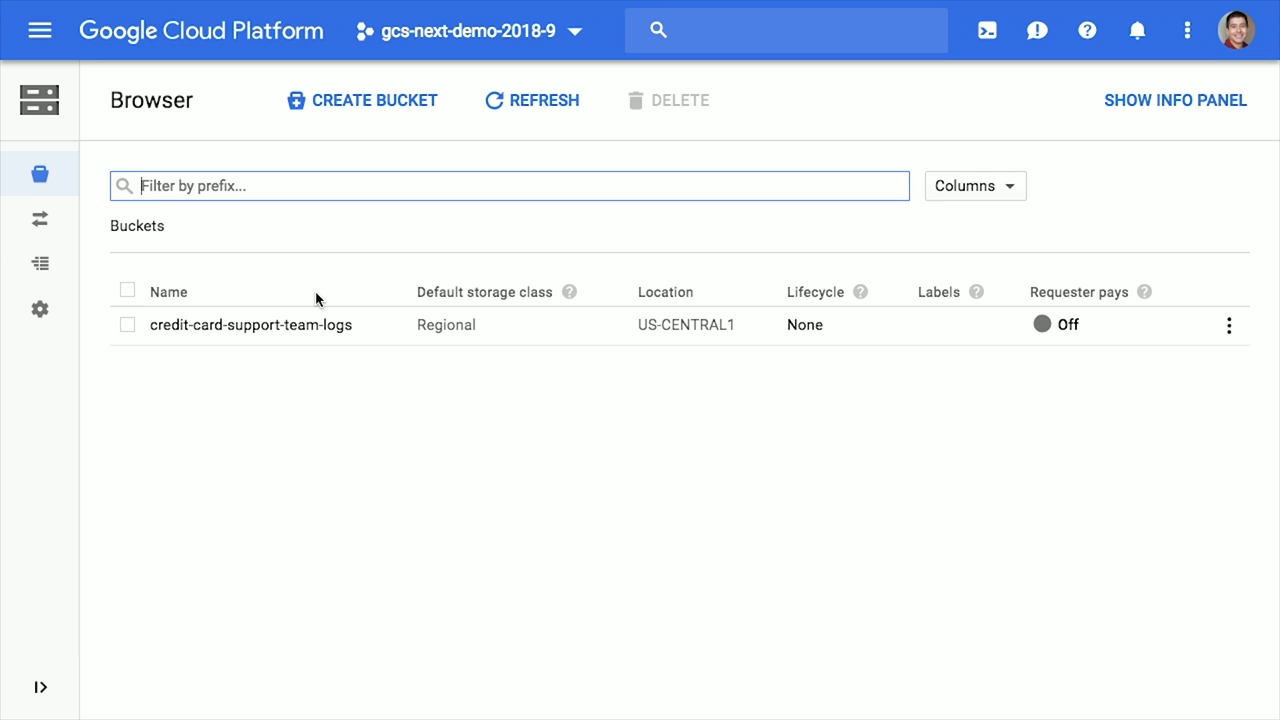 Google Cloud Platform gcs-next-demo-2018-9
Browser CREATE BUCKET REFRESH DELETE SHOW INFO PANEL
Filter by prefix... Columns
Buckets
Name Default storage class Location Lifecycle Labels Requester pays
credit-card-support-team-logs Regional US-CENTRAL1 None Off